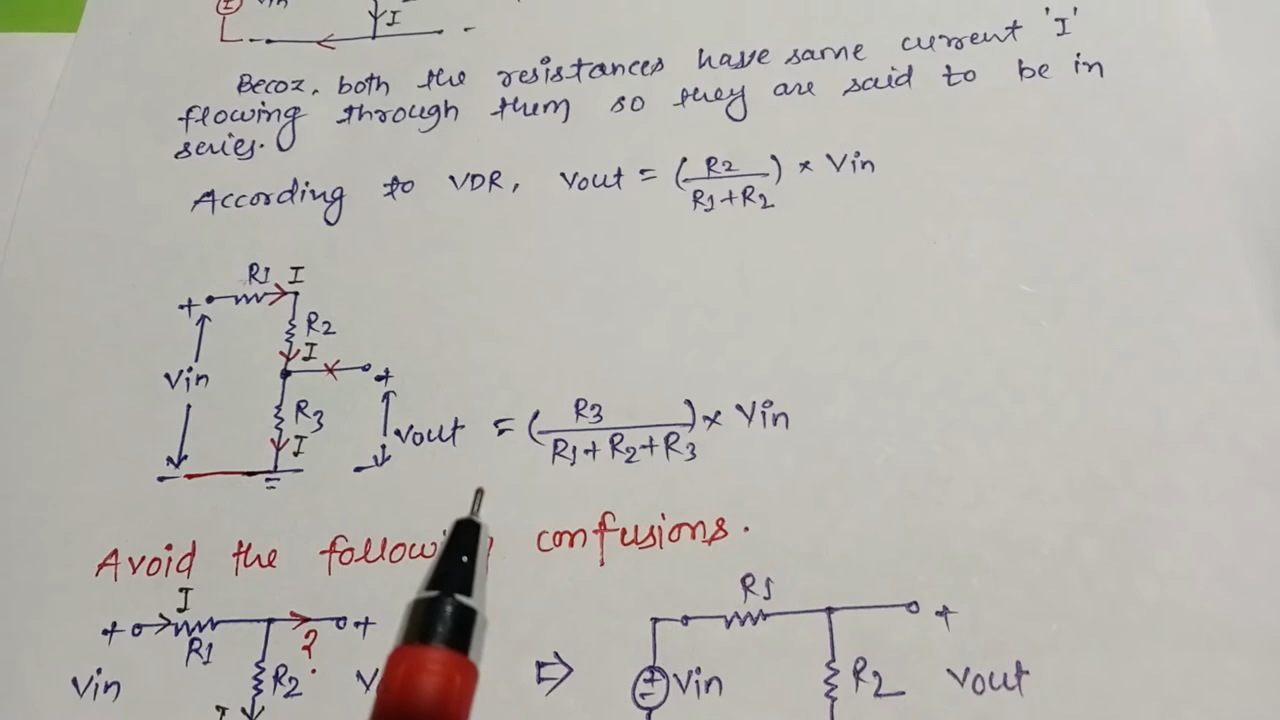 I Vin
I
-
Becoz, both the resistances have same current 'I'
flowing through them so they are said to be in
series.
According to VDR, Vout = (R2/R1+R2) * Vin
R1 I
+
R2
I
Vin
+
R3
I
Vout = (R3/R1+R2+R3) * Vin
-
-
Avoid the following confusions.
I
+ R1 ? +
Vin R2
I
⇒
R1
+
Vin R2 Vout